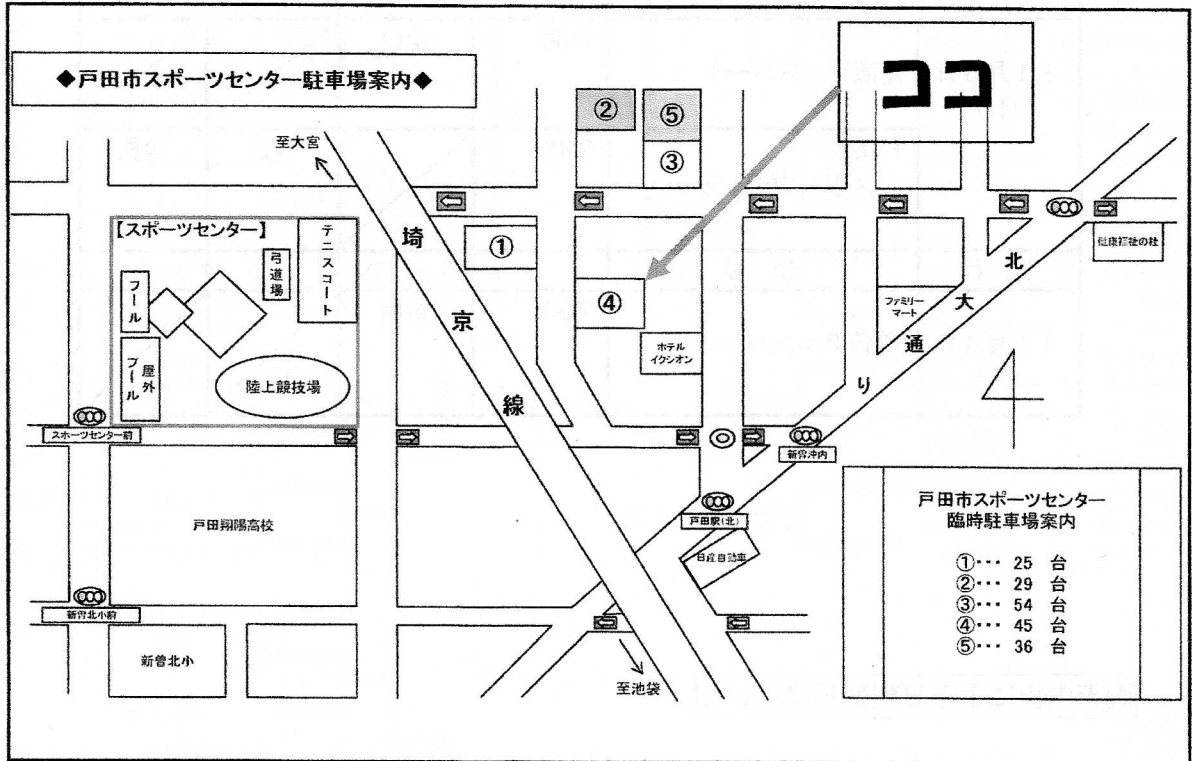 ◆戸田市スポーツセンター駐車場案内◆
ココ
②
⑤
③
至大宮
【スポーツセンター】
テニスコート
弓道場
プール
屋外プール
陸上競技場
①
④
ホテル
イクシオン
埼京線
北大通り
ファミリー
マート
健康福祉の杜
スポーツセンター前
新曽沖内
戸田駅(北)
日産自動車
戸田翔陽高校
新曽北小前
新曽北小
至池袋
戸田市スポーツセンター
臨時駐車場案内
①・・・ 25 台
②・・・ 29 台
③・・・ 54 台
④・・・ 45 台
⑤・・・ 36 台